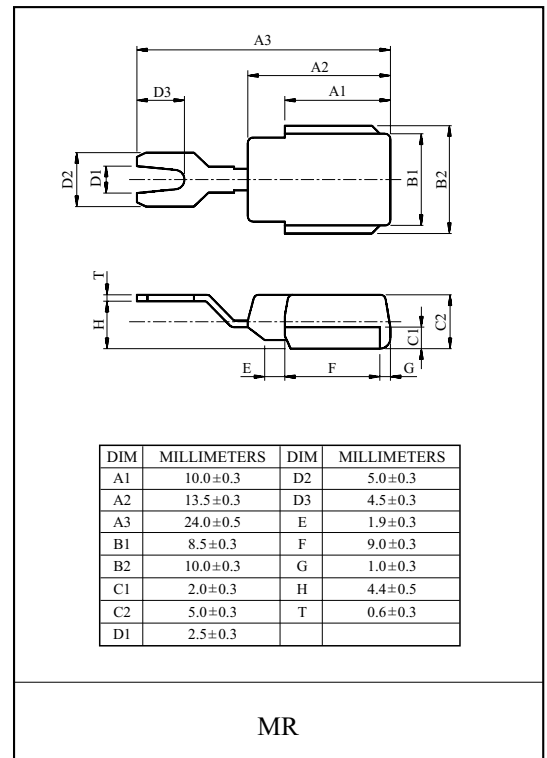 A3
A2
D3 A1
D2 D1 B1 B2
T
H C1 C2
E F G
DIM MILLIMETERS DIM MILLIMETERS
A1 10.0±0.3 D2 5.0±0.3
A2 13.5±0.3 D3 4.5±0.3
A3 24.0±0.5 E 1.9±0.3
B1 8.5±0.3 F 9.0±0.3
B2 10.0±0.3 G 1.0±0.3
C1 2.0±0.3 H 4.4±0.5
C2 5.0±0.3 T 0.6±0.3
D1 2.5±0.3
MR